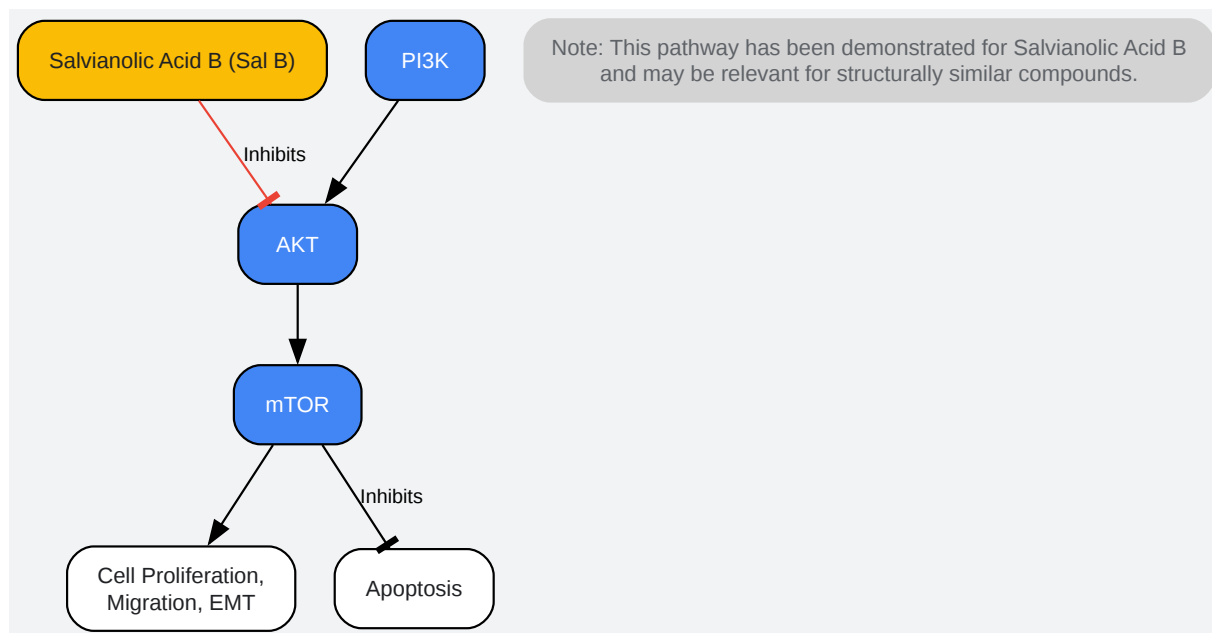 Salvianolic Acid B (Sal B)
PI3K
Note: This pathway has been demonstrated for Salvianolic Acid B
and may be relevant for structurally similar compounds.
Inhibits
AKT
mTOR
Inhibits
Cell Proliferation,
Migration, EMT
Apoptosis